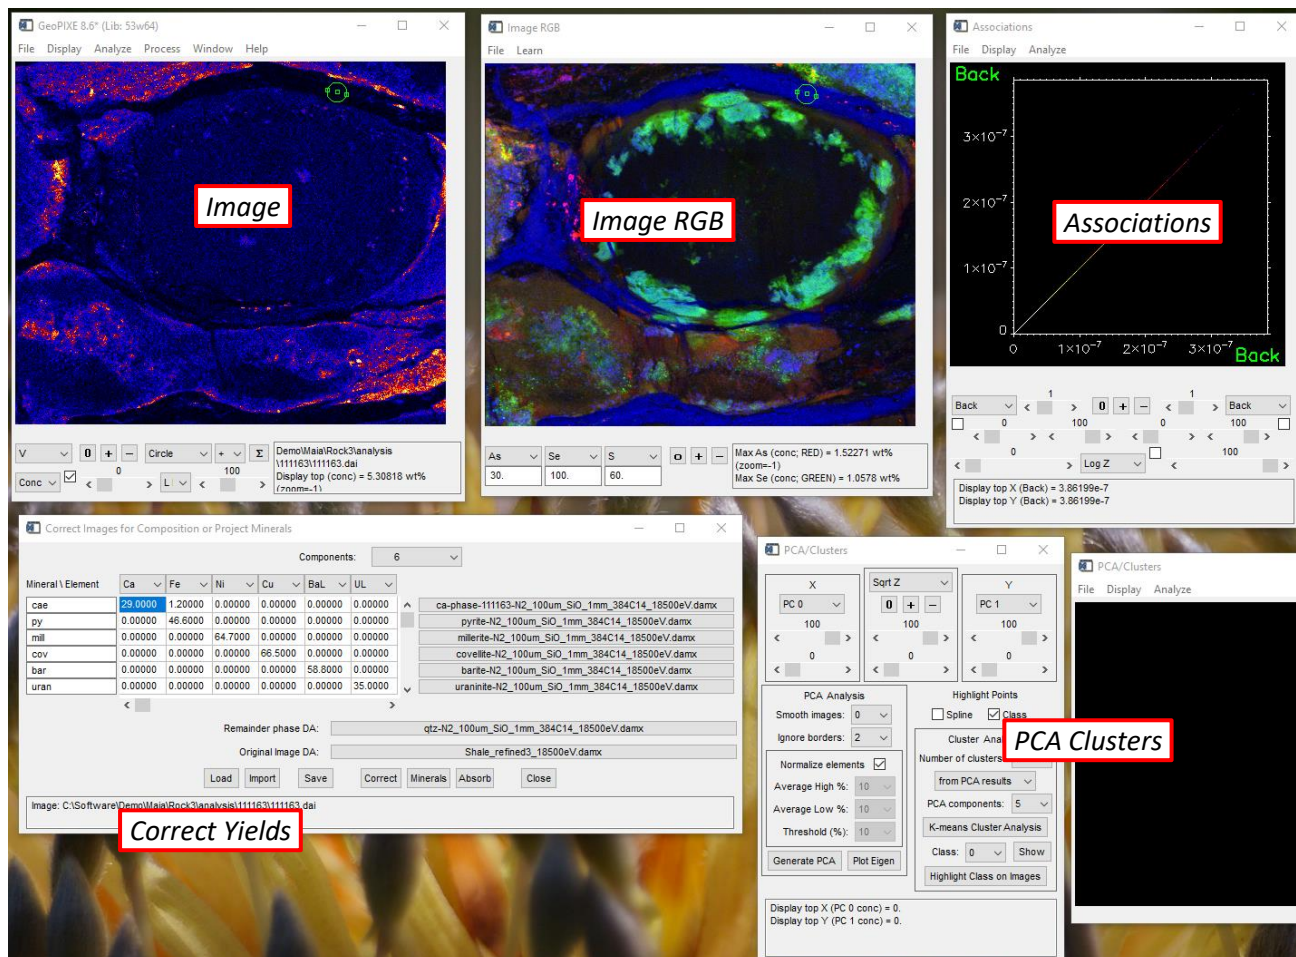 GeoPIXE 8.6* (Lib: 53w64)
File Display Analyze Process Window Help
Image
V 0 + − Circle + Σ
Conc 0 L 100
Demo\Maia\Rock3\analysis
\111163\111163.dai
Display top (conc) = 5.30818 wt%
(zoom=-1)
Image RGB
File Learn
Image RGB
As Se S o + −
30. 100. 60.
Max As (conc; RED) = 1.52271 wt%
(zoom=-1)
Max Se (conc; GREEN) = 1.0578 wt%
Associations
File Display Analyze
Back
3×10⁻⁷
2×10⁻⁷
1×10⁻⁷
0
0 1×10⁻⁷ 2×10⁻⁷ 3×10⁻⁷
Back
Associations
1 1
Back 0 + − Back
0 100 0 100
0 100
Log Z
Display top X (Back) = 3.86199e-7
Display top Y (Back) = 3.86199e-7
Correct Images for Composition or Project Minerals
Components: 6
Mineral \ Element Ca Fe Ni Cu BaL UL
cae 29.0000 1.20000 0.00000 0.00000 0.00000 0.00000 ca-phase-111163-N2_100um_SiO_1mm_384C14_18500eV.damx
py 0.00000 46.6000 0.00000 0.00000 0.00000 0.00000 pyrite-N2_100um_SiO_1mm_384C14_18500eV.damx
mill 0.00000 0.00000 64.7000 0.00000 0.00000 0.00000 millerite-N2_100um_SiO_1mm_384C14_18500eV.damx
cov 0.00000 0.00000 0.00000 66.5000 0.00000 0.00000 covellite-N2_100um_SiO_1mm_384C14_18500eV.damx
bar 0.00000 0.00000 0.00000 0.00000 58.8000 0.00000 barite-N2_100um_SiO_1mm_384C14_18500eV.damx
uran 0.00000 0.00000 0.00000 0.00000 0.00000 35.0000 uraninite-N2_100um_SiO_1mm_384C14_18500eV.damx
Remainder phase DA: qtz-N2_100um_SiO_1mm_384C14_18500eV.damx
Original Image DA: Shale_refined3_18500eV.damx
Load Import Save Correct Minerals Absorb Close
Image: C:\Software\Demo\Maia\Rock3\analysis\111163\111163.dai
Correct Yields
PCA/Clusters
X Sqrt Z Y
PC 0 0 + − PC 1
100 100 100
0 0 0
PCA Analysis
Smooth images: 0
Ignore borders: 2
Normalize elements
Average High %: 10
Average Low %: 10
Threshold (%): 10
Generate PCA Plot Eigen
Highlight Points
Spline Class
Cluster Ana
Number of clusters:
from PCA results
PCA components: 5
K-means Cluster Analysis
Class: 0 Show
Highlight Class on Images
Display top X (PC 0 conc) = 0.
Display top Y (PC 1 conc) = 0.
PCA/Clusters
File Display Analyze
PCA Clusters